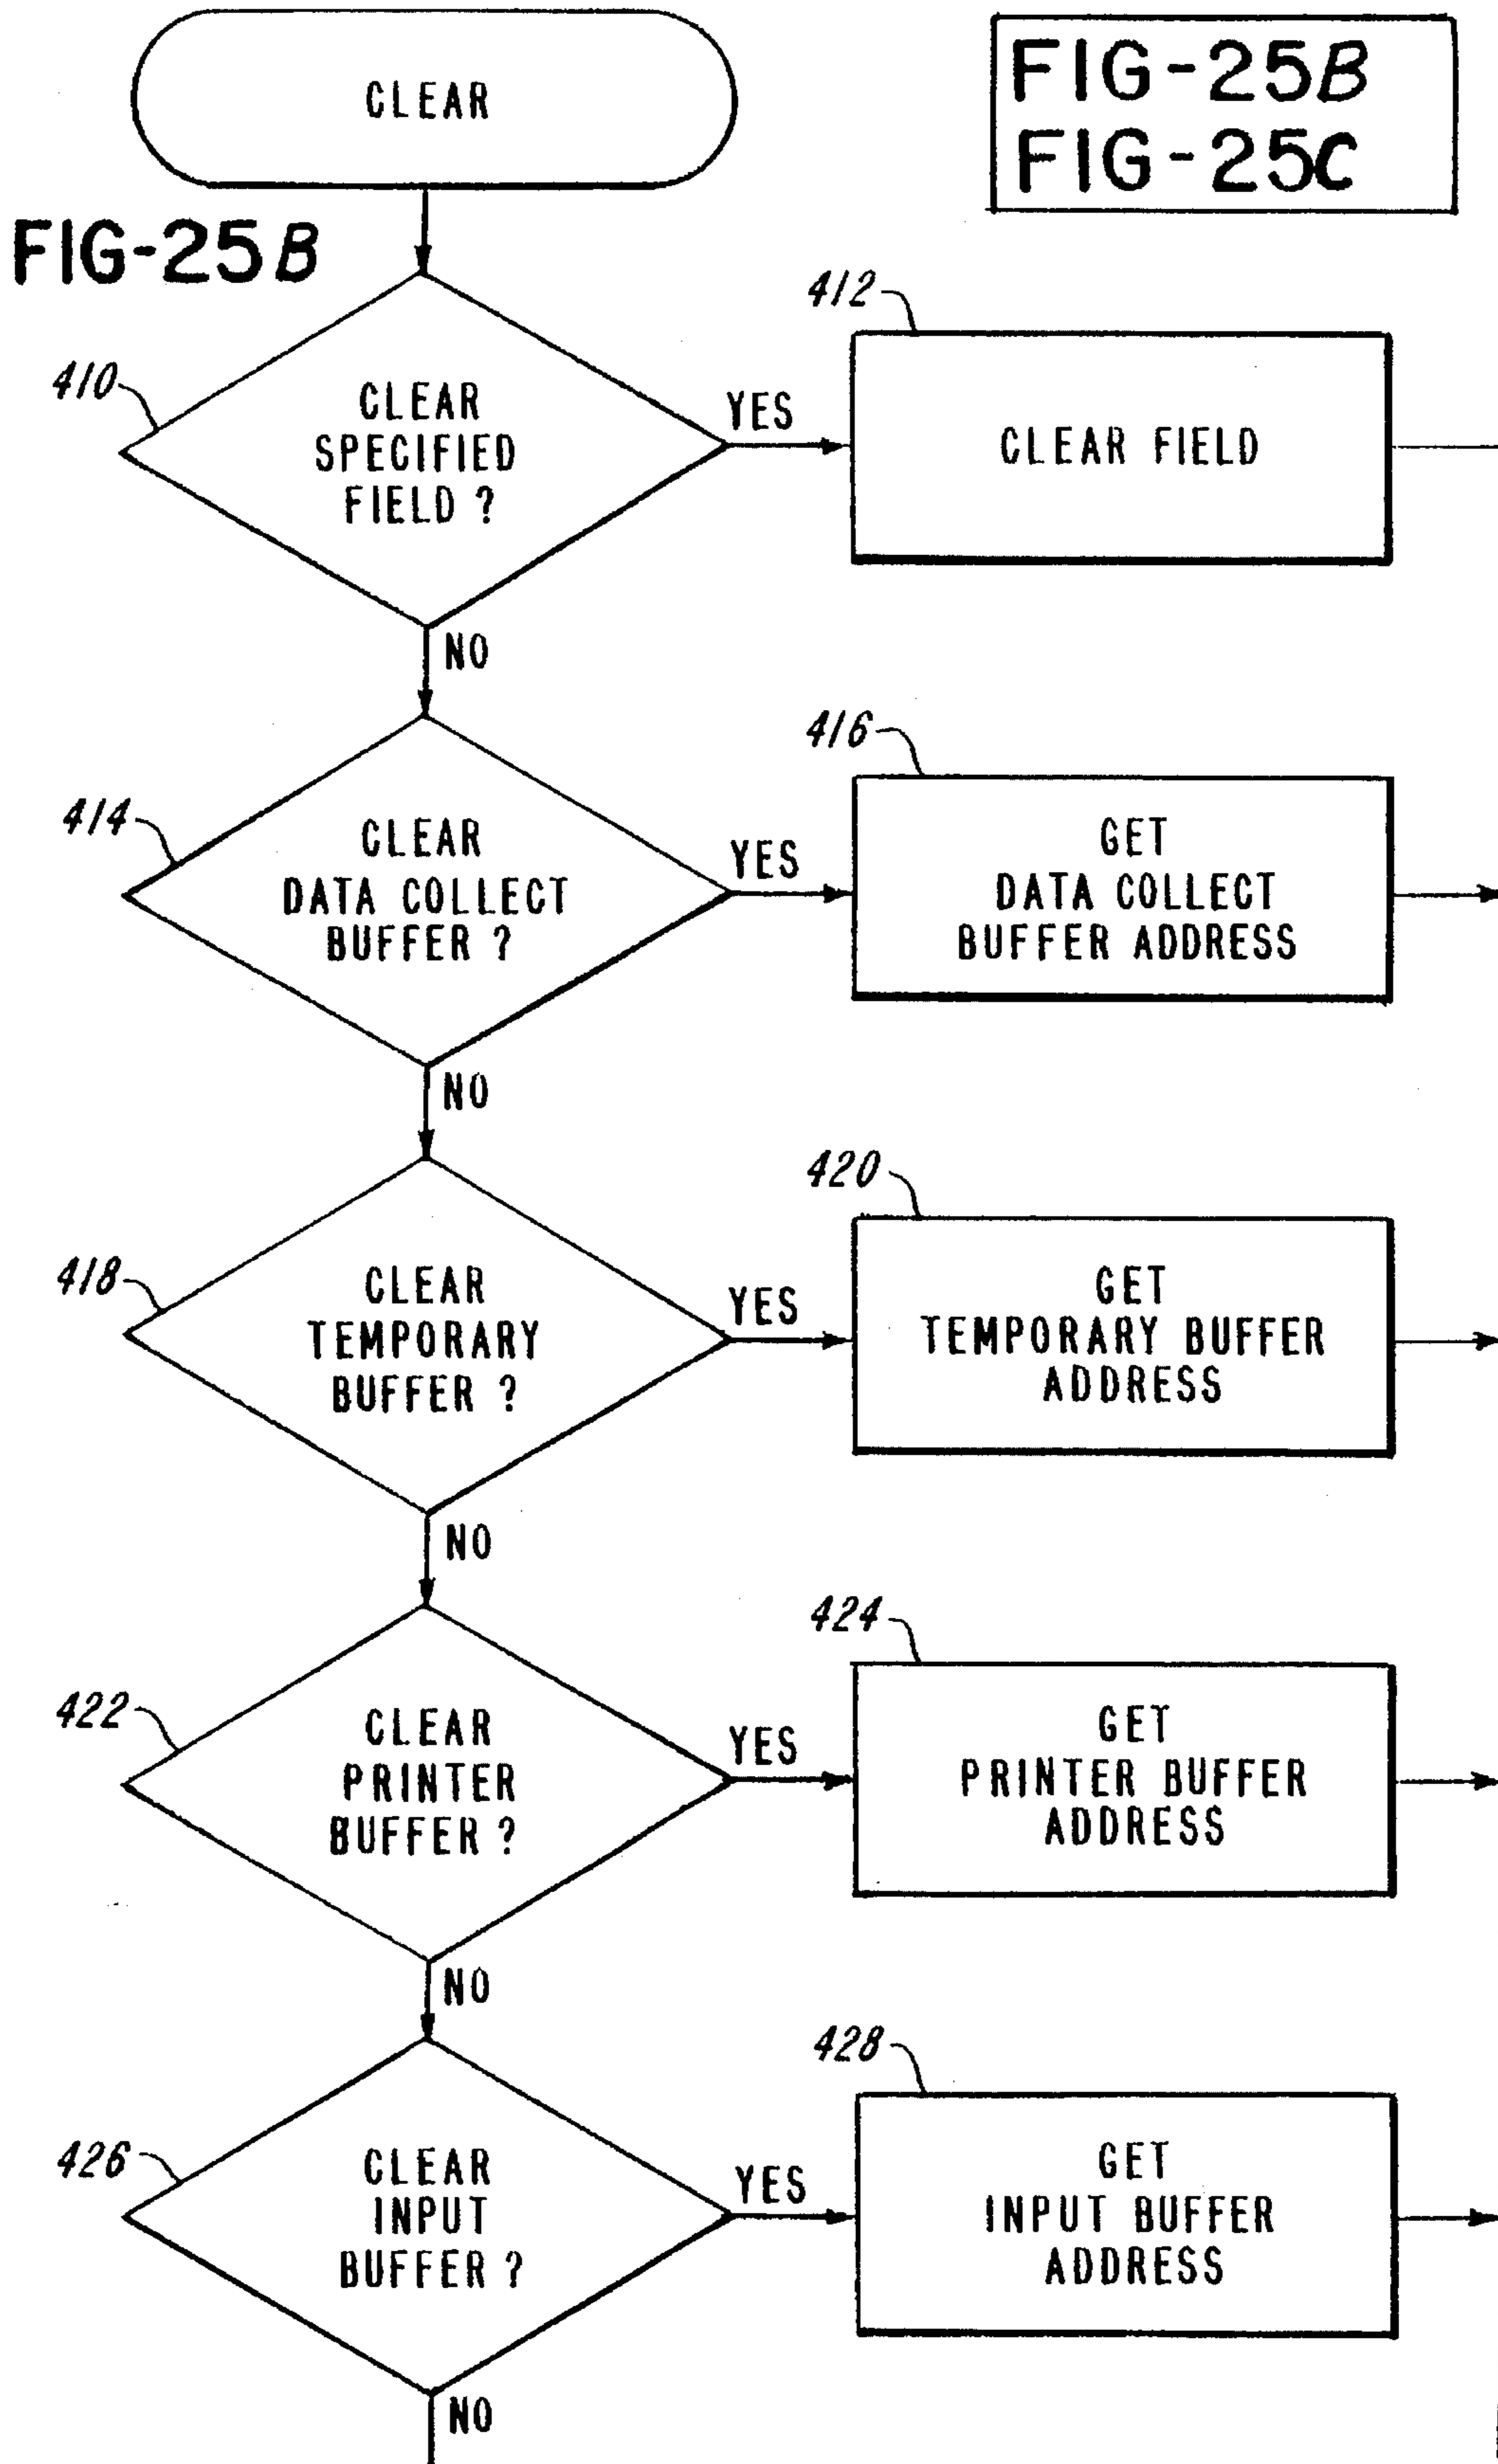 CLEAR
FIG-25B
FIG-25C
FIG-25B
410
CLEAR
SPECIFIED
FIELD ?
YES
412
CLEAR FIELD
NO
414
CLEAR
DATA COLLECT
BUFFER ?
YES
416
GET
DATA COLLECT
BUFFER ADDRESS
NO
418
CLEAR
TEMPORARY
BUFFER ?
YES
420
GET
TEMPORARY BUFFER
ADDRESS
NO
422
CLEAR
PRINTER
BUFFER ?
YES
424
GET
PRINTER BUFFER
ADDRESS
NO
426
CLEAR
INPUT
BUFFER ?
YES
428
GET
INPUT BUFFER
ADDRESS
NO